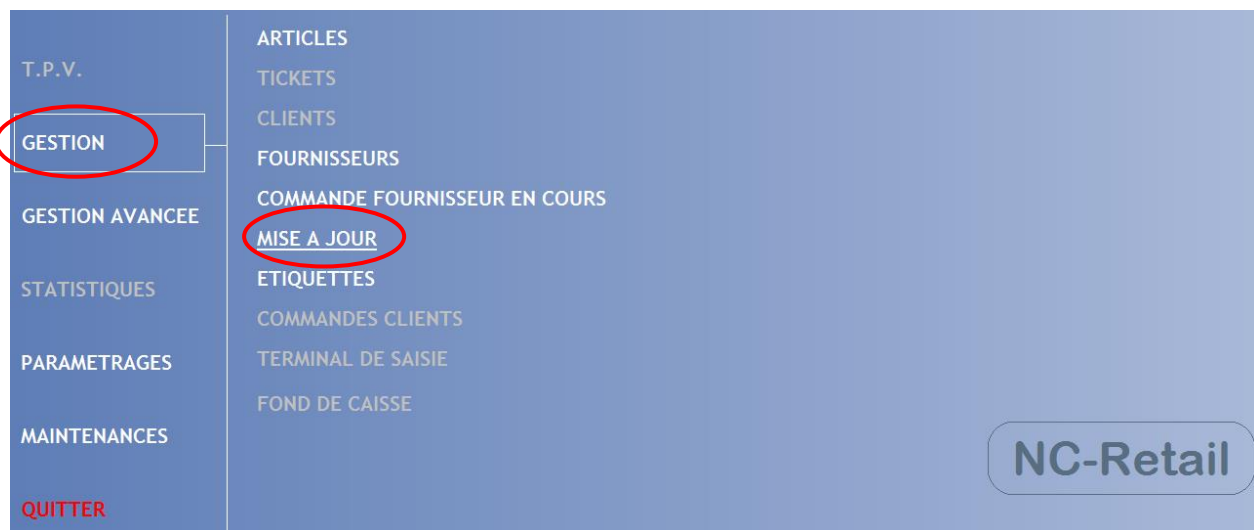 T.P.V.
GESTION
GESTION AVANCEE
STATISTIQUES
PARAMETRAGES
MAINTENANCES
QUITTER
ARTICLES
TICKETS
CLIENTS
FOURNISSEURS
COMMANDE FOURNISSEUR EN COURS
MISE A JOUR
ETIQUETTES
COMMANDES CLIENTS
TERMINAL DE SAISIE
FOND DE CAISSE
NC-Retail